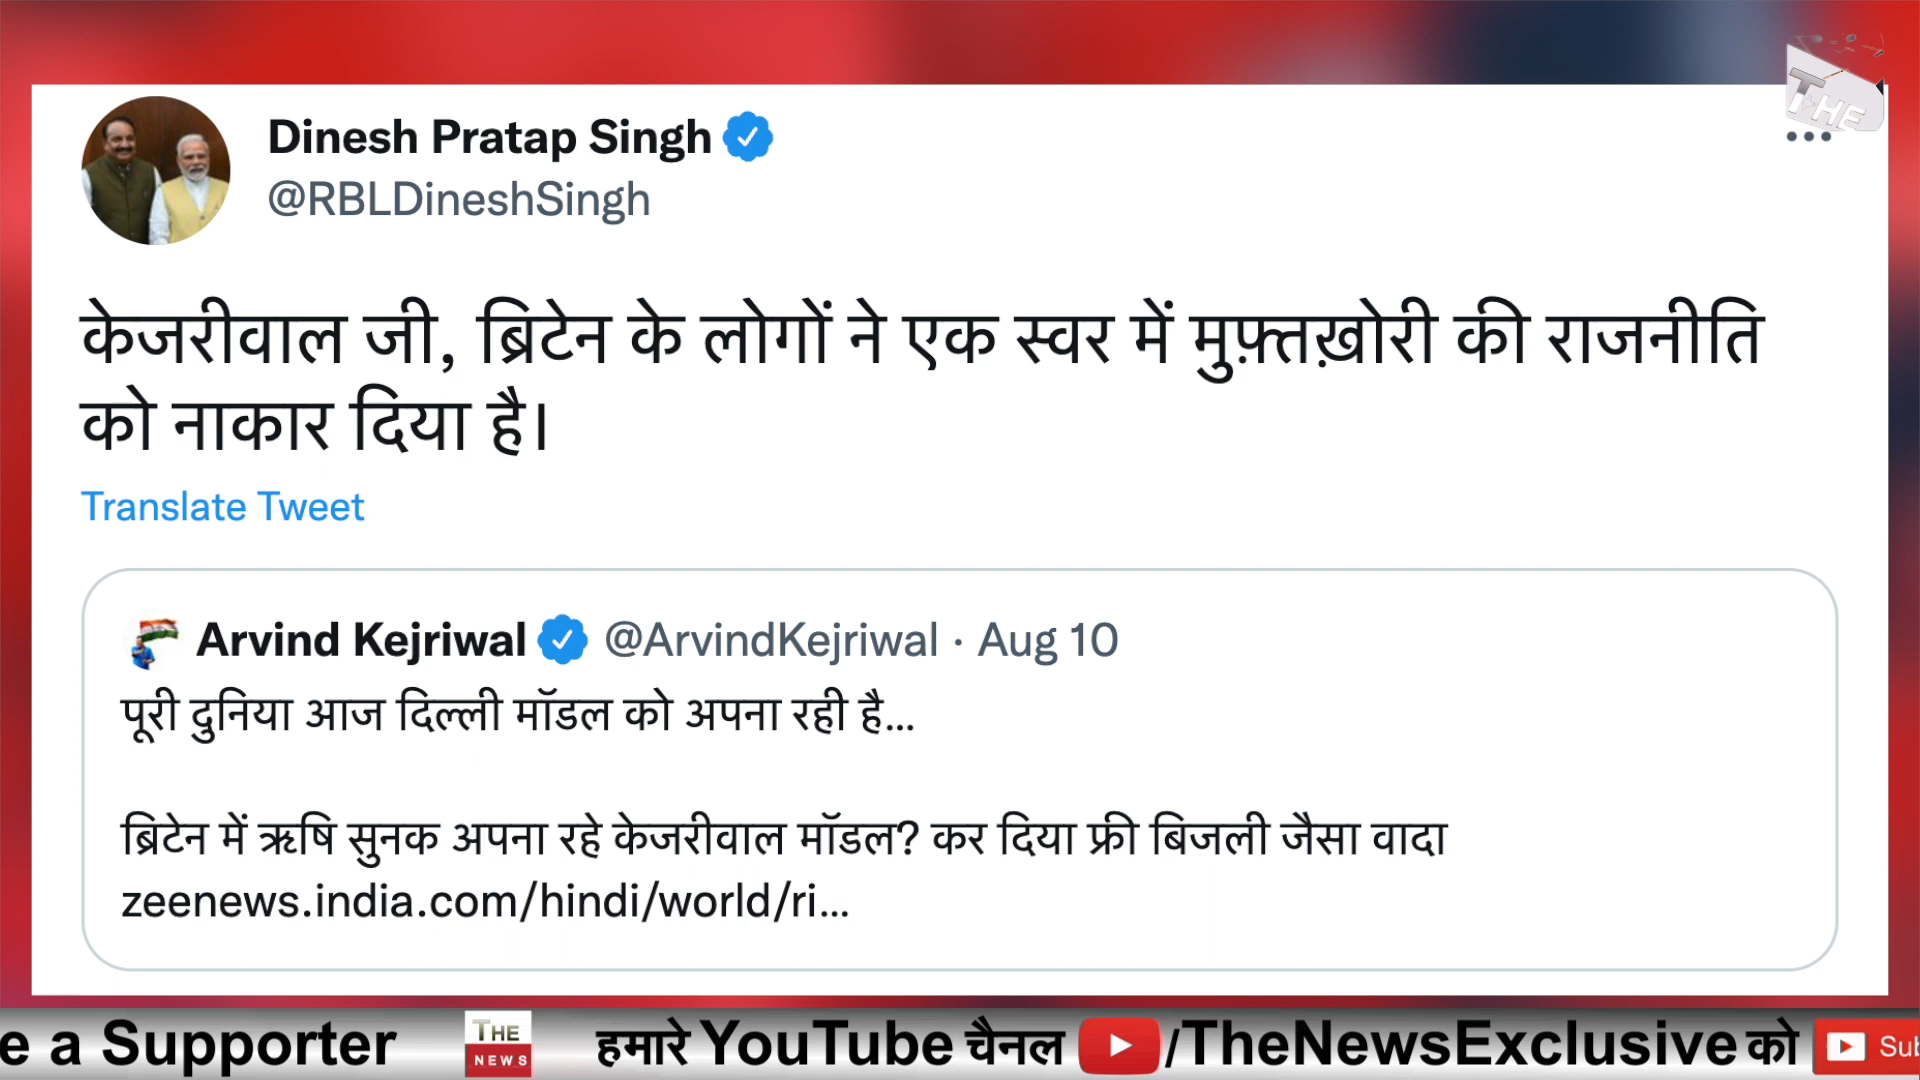 THE
Dinesh Pratap Singh
@RBLDineshSingh
केजरीवाल जी, ब्रिटेन के लोगों ने एक स्वर में मुफ़्तख़ोरी की राजनीति
को नाकार दिया है।
Translate Tweet
Arvind Kejriwal @ArvindKejriwal · Aug 10
पूरी दुनिया आज दिल्ली मॉडल को अपना रही है...
ब्रिटेन में ऋषि सुनक अपना रहे केजरीवाल मॉडल? कर दिया फ्री बिजली जैसा वादा
zeenews.india.com/hindi/world/ri...
e a Supporter THE NEWS हमारे YouTube चैनल /TheNewsExclusive को Sub